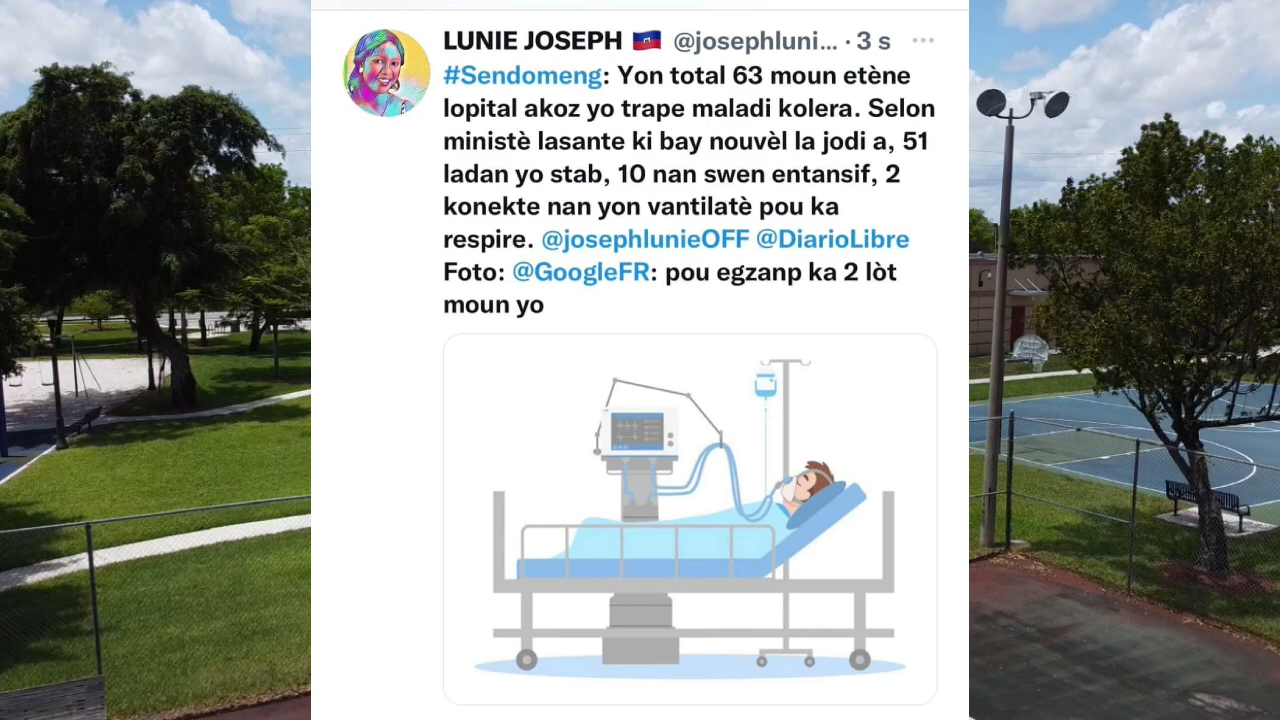 LUNIE JOSEPH 🇭🇹 @josephluni... · 3 s
#Sendomeng: Yon total 63 moun etène
lopital akoz yo trape maladi kolera. Selon
ministè lasante ki bay nouvèl la jodi a, 51
ladan yo stab, 10 nan swen entansif, 2
konekte nan yon vantilatè pou ka
respire. @josephlunieOFF @DiarioLibre
Foto: @GoogleFR: pou egzanp ka 2 lòt
moun yo